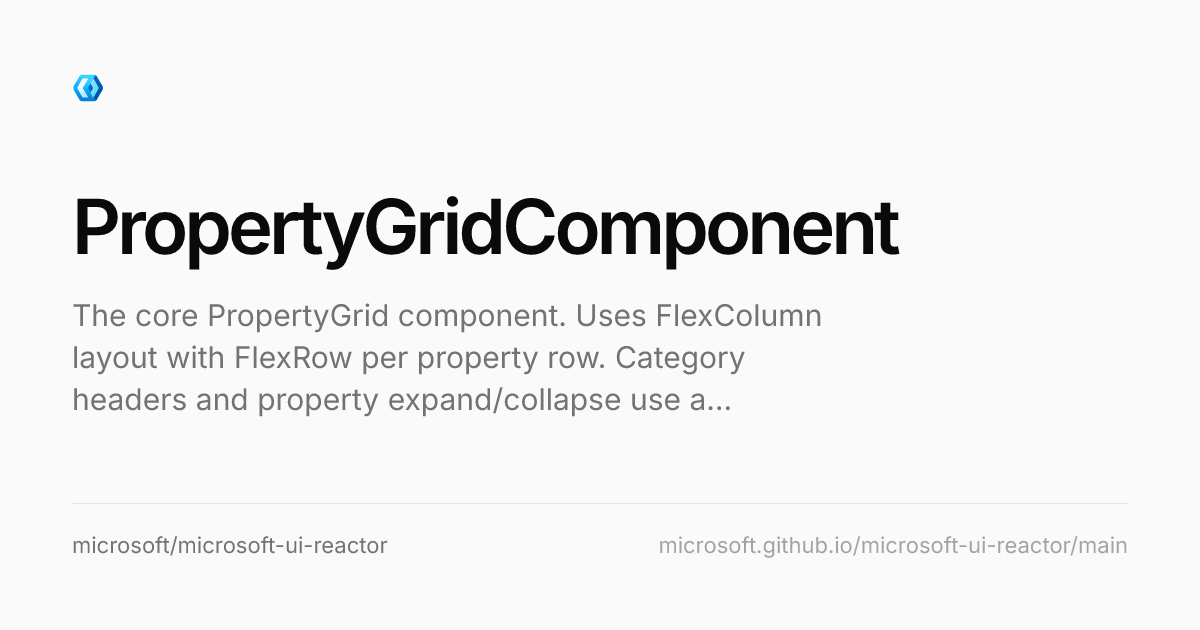 PropertyGridComponent
The core PropertyGrid component. Uses FlexColumn
layout with FlexRow per property row. Category
headers and property expand/collapse use a...
microsoft/microsoft-ui-reactor
microsoft.github.io/microsoft-ui-reactor/main